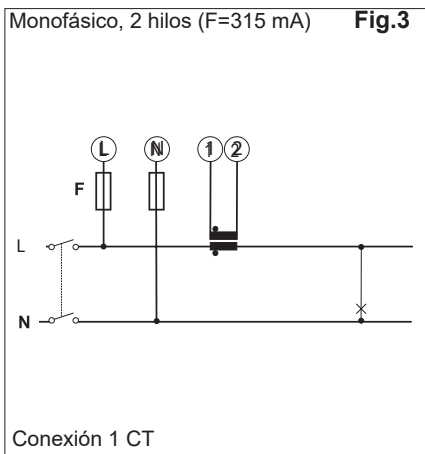 Monofásico, 2 hilos (F=315 mA) Fig.3
L N 1 2
F
L
N
Conexión 1 CT